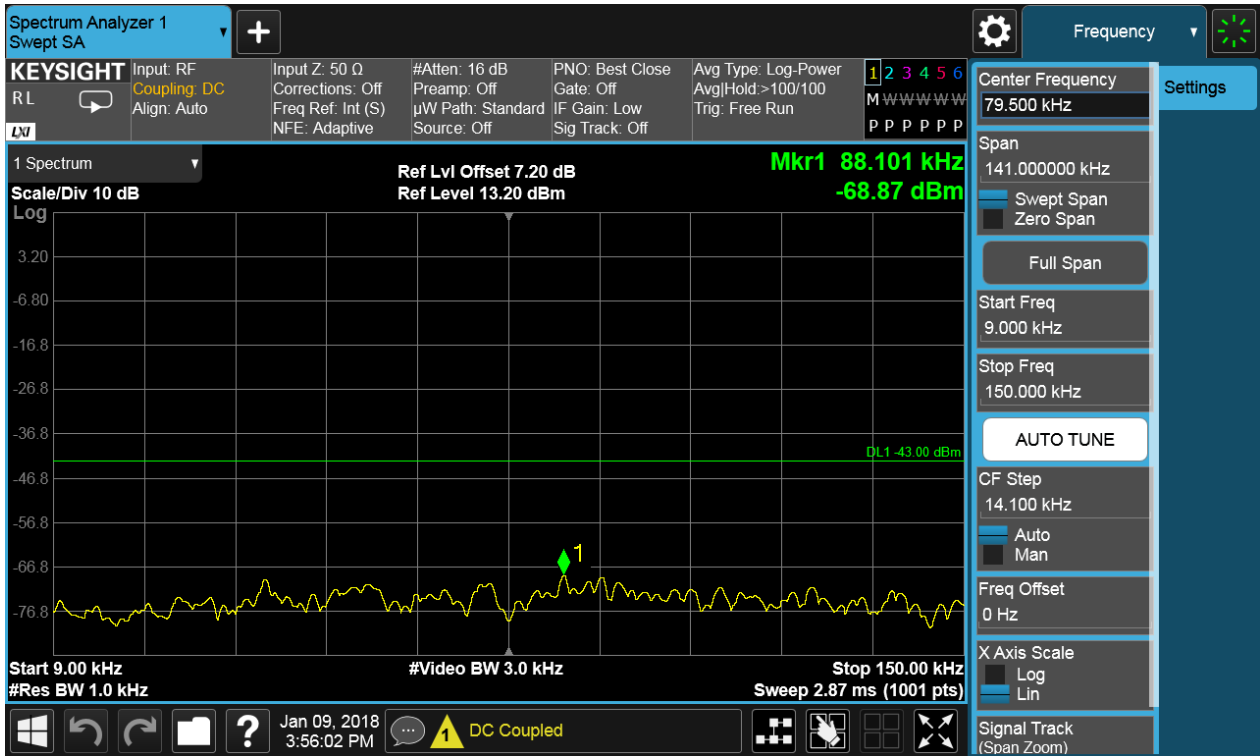 Spectrum Analyzer 1
Swept SA
+
Frequency
KEYSIGHT
RL
LXI
Input: RF
Coupling: DC
Align: Auto
Input Z: 50 Ω
Corrections: Off
Freq Ref: Int (S)
NFE: Adaptive
#Atten: 16 dB
Preamp: Off
µW Path: Standard
Source: Off
PNO: Best Close
Gate: Off
IF Gain: Low
Sig Track: Off
Avg Type: Log-Power
Avg|Hold:>100/100
Trig: Free Run
1 2 3 4 5 6
M W W W W W
P P P P P P
1 Spectrum
Scale/Div 10 dB
Log
Ref Lvl Offset 7.20 dB
Ref Level 13.20 dBm
Mkr1 88.101 kHz
-68.87 dBm
3.20
-6.80
-16.8
-26.8
-36.8
-46.8
-56.8
-66.8
-76.8
DL1 -43.00 dBm
1
Start 9.00 kHz
#Res BW 1.0 kHz
#Video BW 3.0 kHz
Stop 150.00 kHz
Sweep 2.87 ms (1001 pts)
Center Frequency
79.500 kHz
Span
141.000000 kHz
Swept Span
Zero Span
Full Span
Start Freq
9.000 kHz
Stop Freq
150.000 kHz
AUTO TUNE
CF Step
14.100 kHz
Auto
Man
Freq Offset
0 Hz
X Axis Scale
Log
Lin
Signal Track
(Span Zoom)
Settings
?
Jan 09, 2018
3:56:02 PM
1
DC Coupled